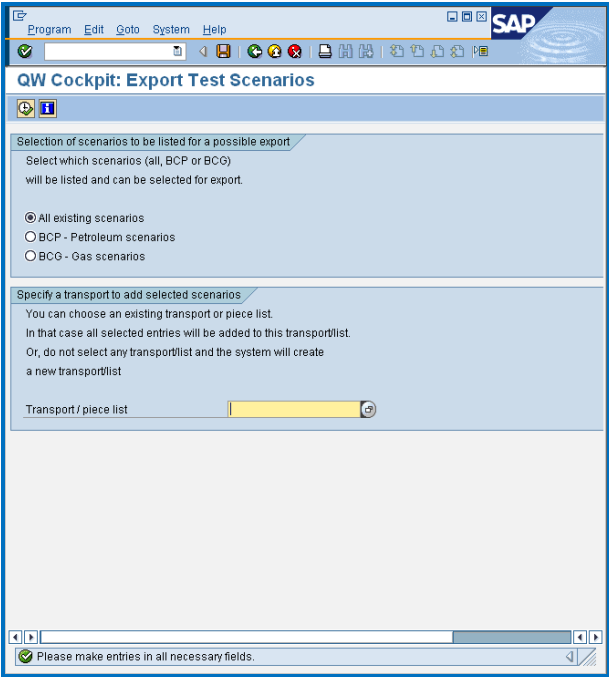 Program Edit Goto System Help
SAP
QW Cockpit: Export Test Scenarios
Selection of scenarios to be listed for a possible export
Select which scenarios (all, BCP or BCG)
will be listed and can be selected for export.
All existing scenarios
BCP - Petroleum scenarios
BCG - Gas scenarios
Specify a transport to add selected scenarios
You can choose an existing transport or piece list.
In that case all selected entries will be added to this transport/list.
Or, do not select any transport/list and the system will create
a new transport/list
Transport / piece list
Please make entries in all necessary fields.